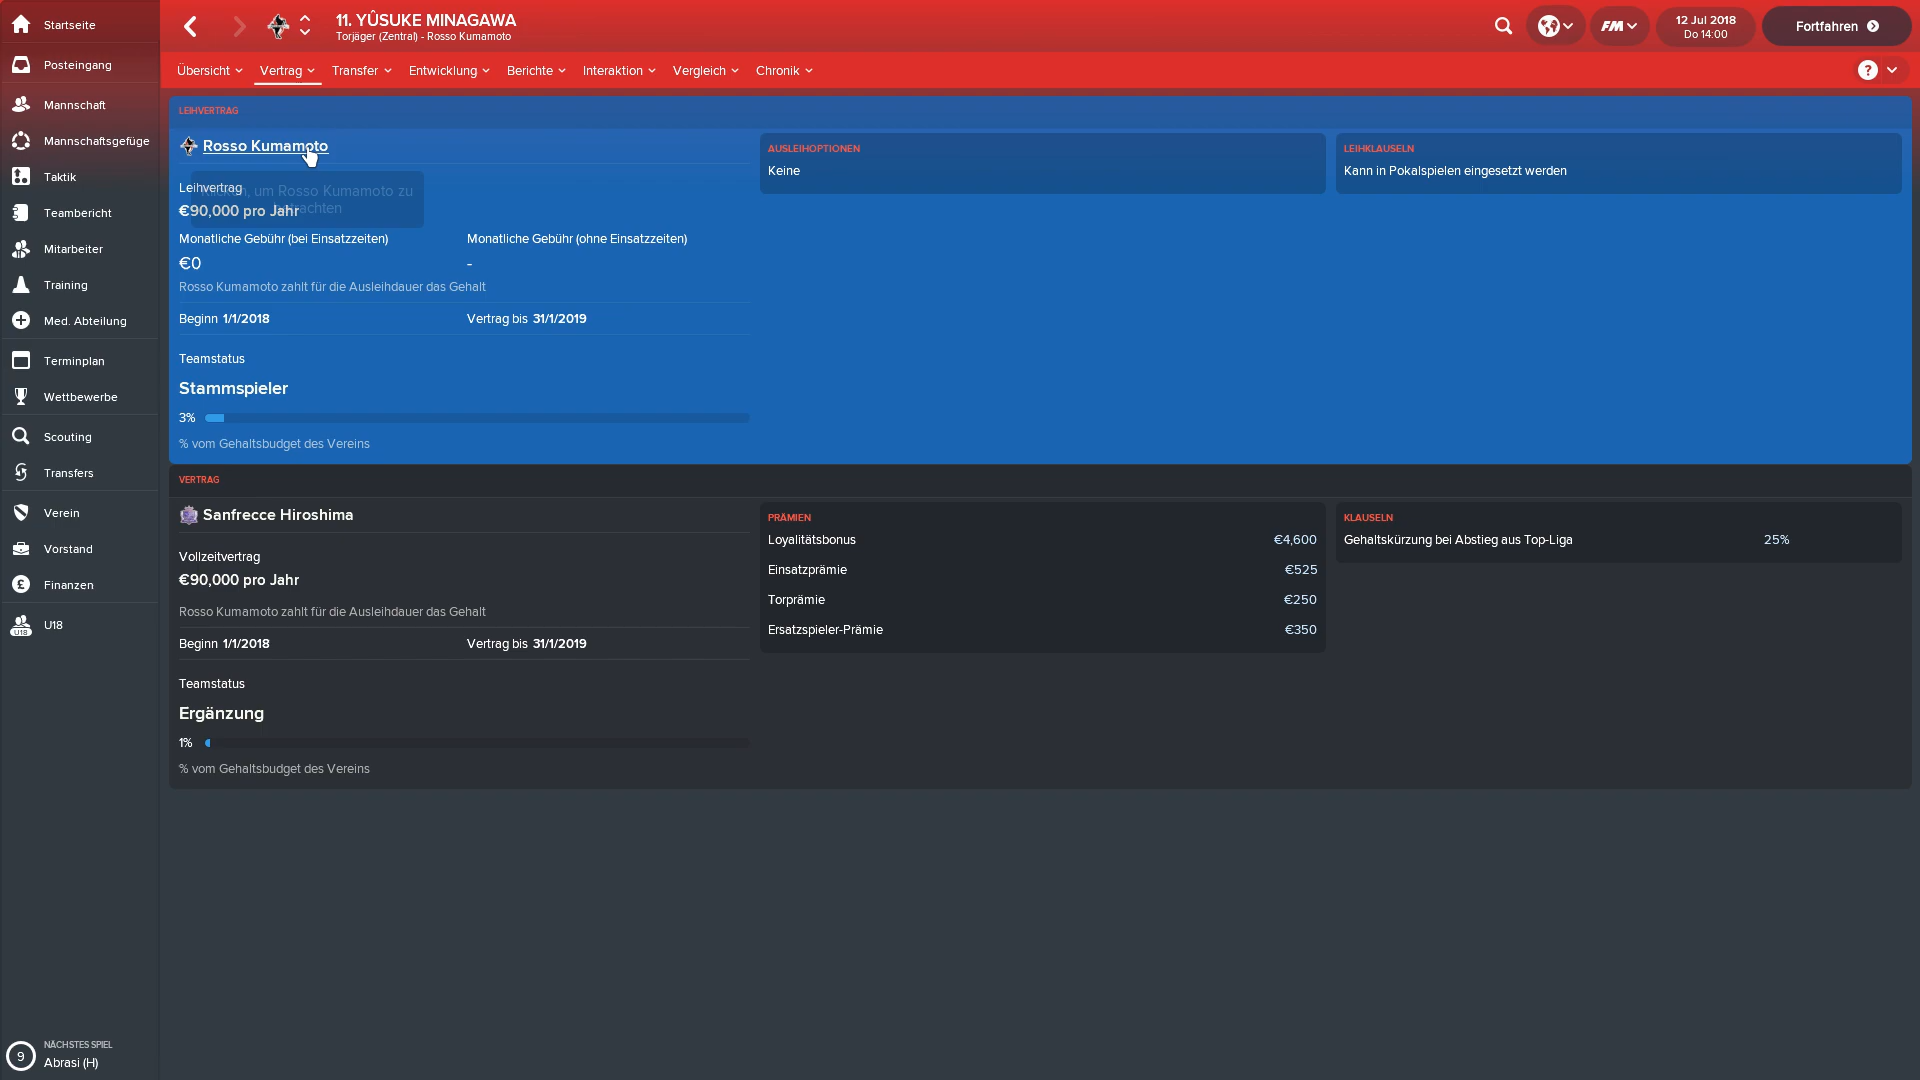 Startseite
Posteingang
Mannschaft
Mannschaftsgefüge
Taktik
Teambericht
Mitarbeiter
Training
Med. Abteilung
Terminplan
Wettbewerbe
Scouting
Transfers
Verein
Vorstand
Finanzen
U18
U18
9
NÄCHSTES SPIEL
Abrasi (H)
11. YÛSUKE MINAGAWA
Torjäger (Zentral) - Rosso Kumamoto
FM
12 Jul 2018
Do 14:00
Fortfahren
Übersicht
Vertrag
Transfer
Entwicklung
Berichte
Interaktion
Vergleich
Chronik
?
LEIHVERTRAG
Rosso Kumamoto
Leihvertrag
, um Rosso Kumamoto zu
€90,000 pro Jahr
Monatliche Gebühr (bei Einsatzzeiten)
Monatliche Gebühr (ohne Einsatzzeiten)
€0
-
Rosso Kumamoto zahlt für die Ausleihdauer das Gehalt
Beginn 1/1/2018
Vertrag bis 31/1/2019
Teamstatus
Stammspieler
3%
% vom Gehaltsbudget des Vereins
AUSLEIHOPTIONEN
Keine
LEIHKLAUSELN
Kann in Pokalspielen eingesetzt werden
VERTRAG
Sanfrecce Hiroshima
Vollzeitvertrag
€90,000 pro Jahr
Rosso Kumamoto zahlt für die Ausleihdauer das Gehalt
Beginn 1/1/2018
Vertrag bis 31/1/2019
Teamstatus
Ergänzung
1%
% vom Gehaltsbudget des Vereins
PRÄMIEN
Loyalitätsbonus €4,600
Einsatzprämie €525
Torprämie €250
Ersatzspieler-Prämie €350
KLAUSELN
Gehaltskürzung bei Abstieg aus Top-Liga 25%